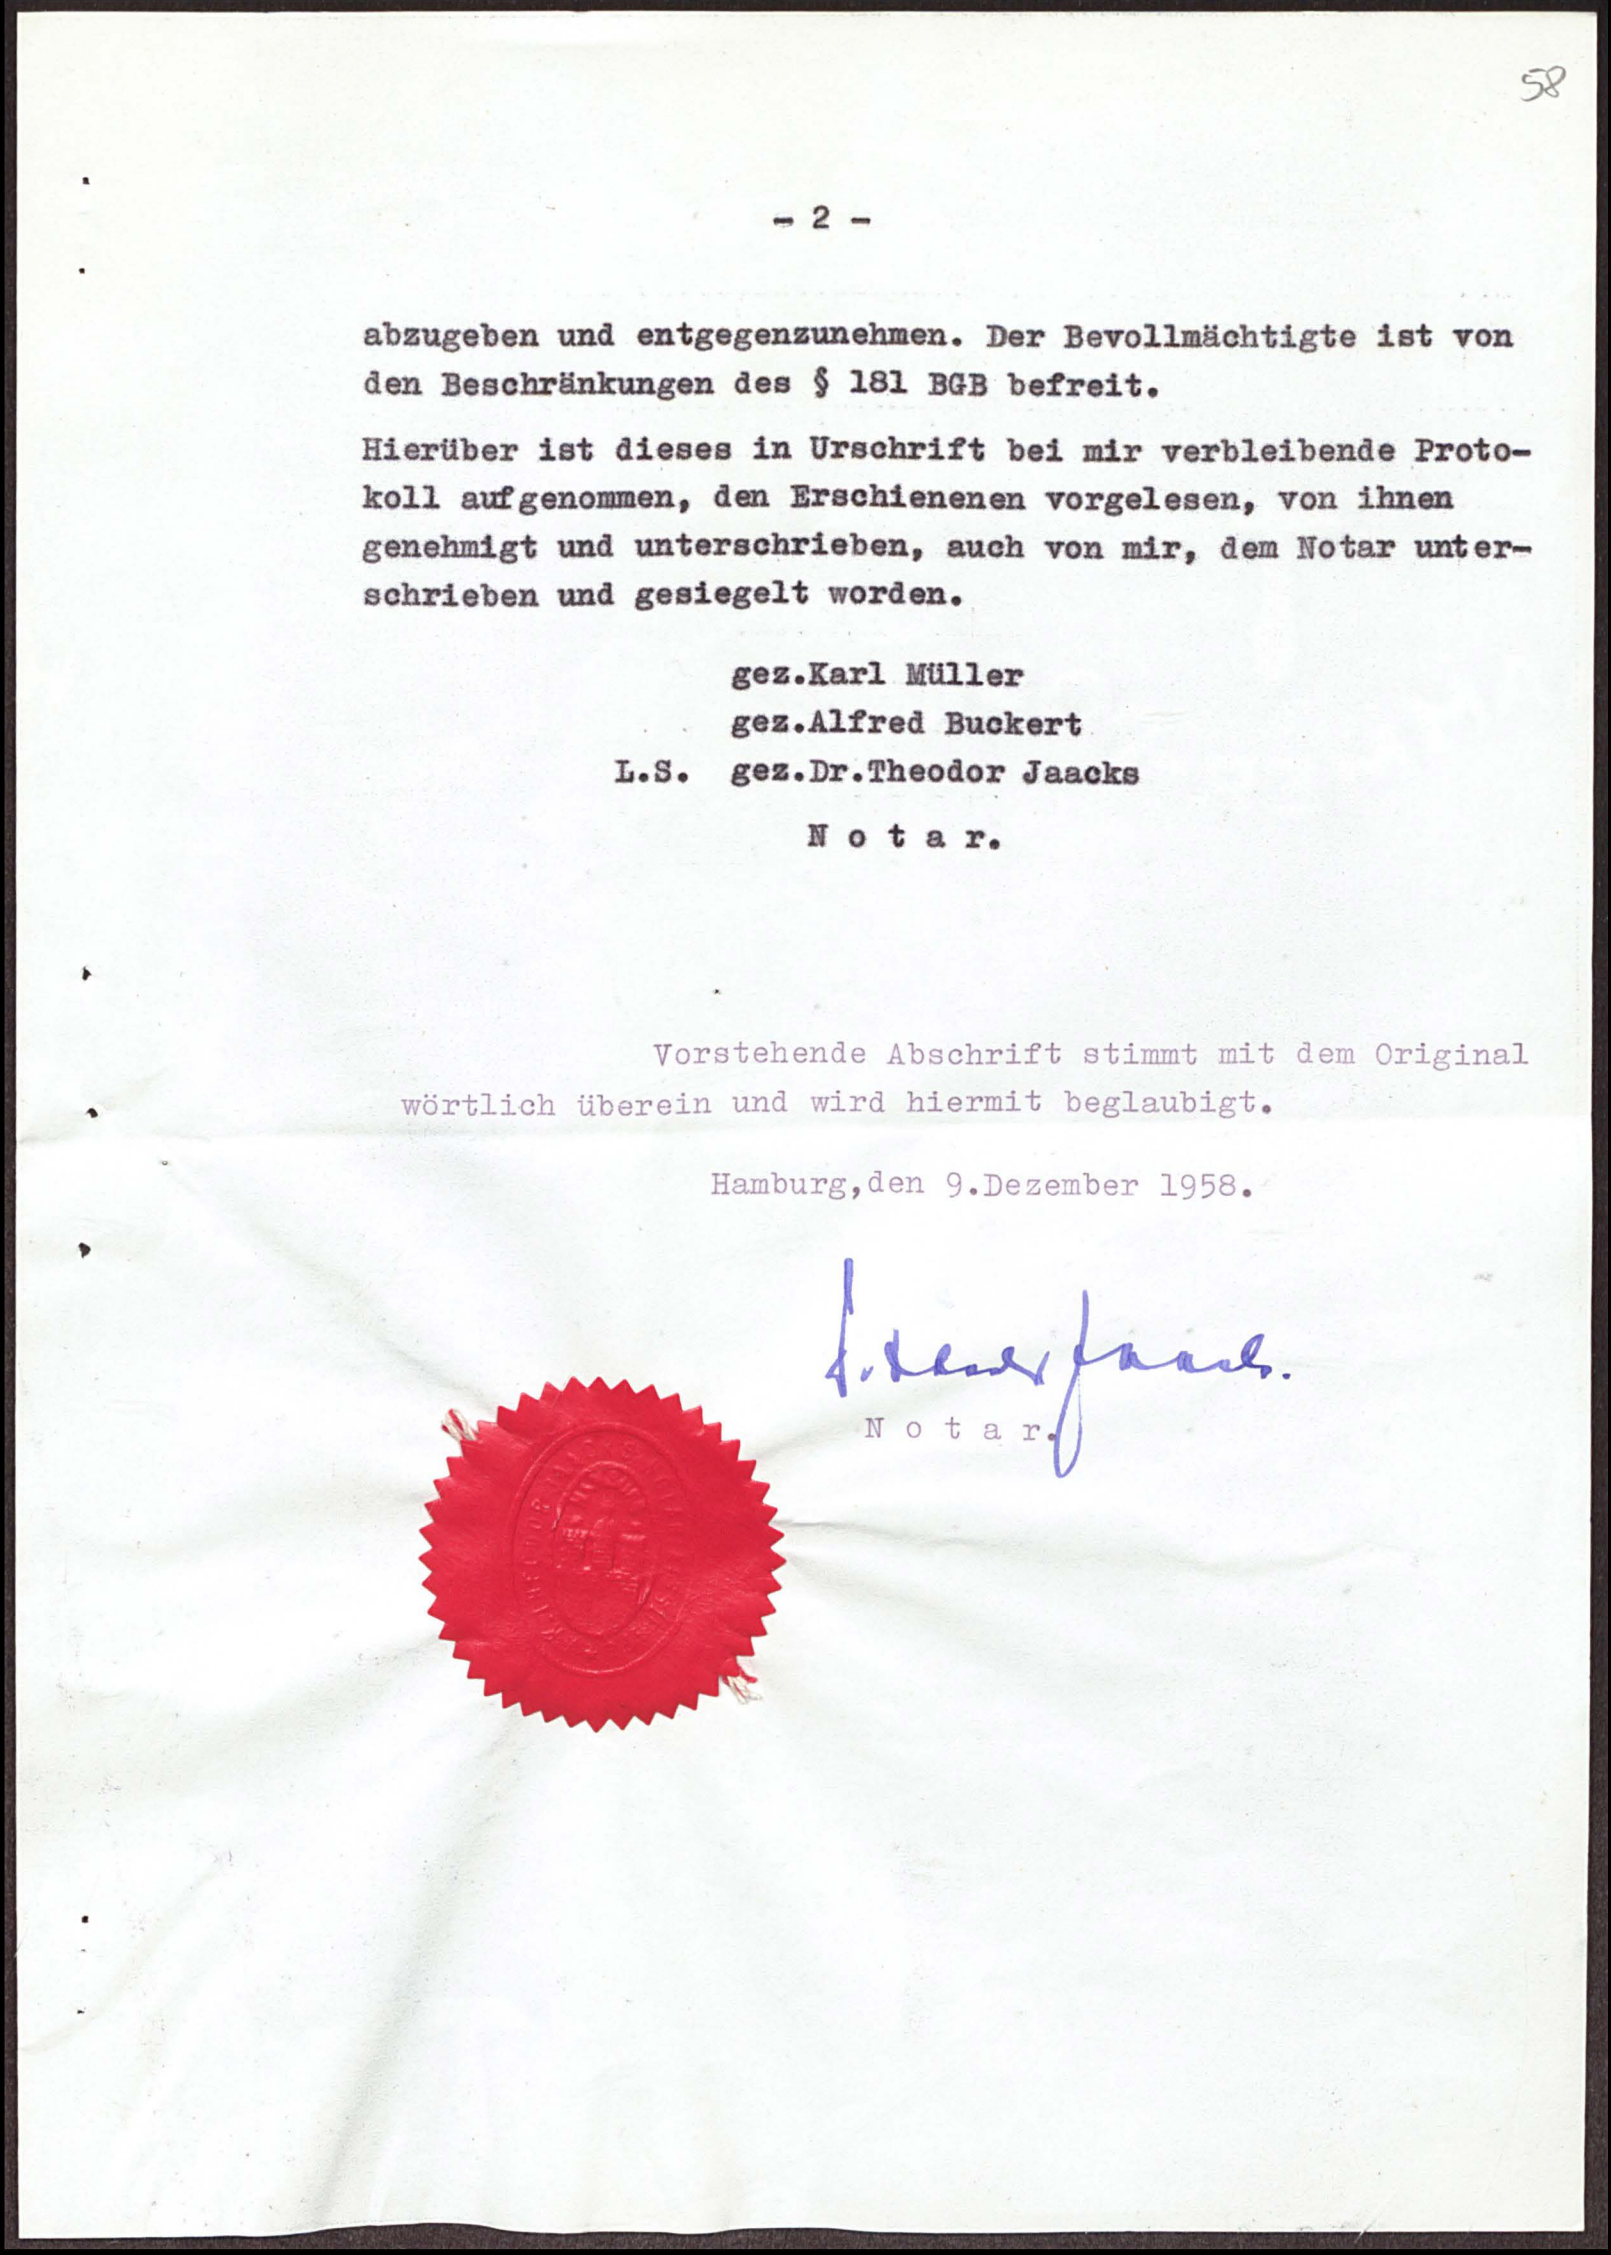 58
- 2 -
abzugeben und entgegenzunehmen. Der Bevollmächtigte ist von
den Beschränkungen des § 181 BGB befreit.
Hierüber ist dieses in Urschrift bei mir verbleibende Proto-
koll aufgenommen, den Erschienenen vorgelesen, von ihnen
genehmigt und unterschrieben, auch von mir, dem Notar unter-
schrieben und gesiegelt worden.
gez.Karl Müller
gez.Alfred Buckert
L.S. gez.Dr.Theodor Jaacks
N o t a r.
Vorstehende Abschrift stimmt mit dem Original
wörtlich überein und wird hiermit beglaubigt.
Hamburg,den 9.Dezember 1958.
Jaacks.
N o t a r.